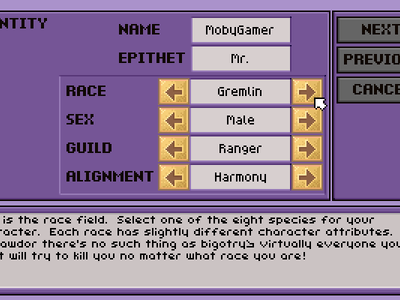 NTITY
NAME MobyGamer
EPITHET Mr.
RACE Gremlin
SEX Male
GUILD Ranger
ALIGNMENT Harmony
NEXT
PREVIO
CANCE
is the race field. Select one of the eight species for your
racter. Each race has slightly different character attributes.
awdor there's no such thing as bigotry; virtually everyone you
t will try to kill you no matter what race you are!